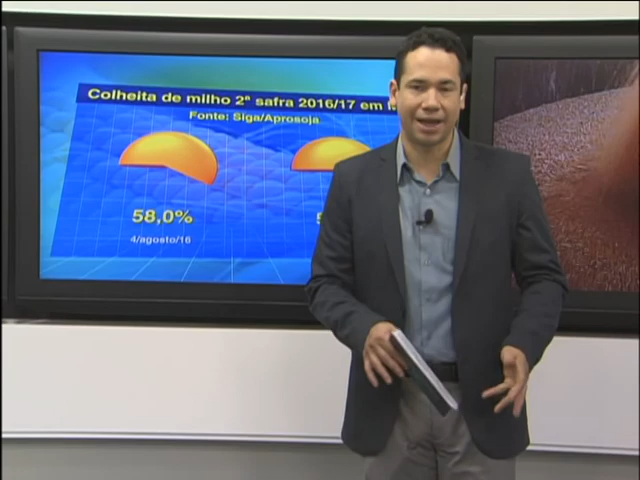 Colheita de milho 2ª safra 2016/17 em
Fonte: Siga/Aprosoja
58,0%
4/agosto/16